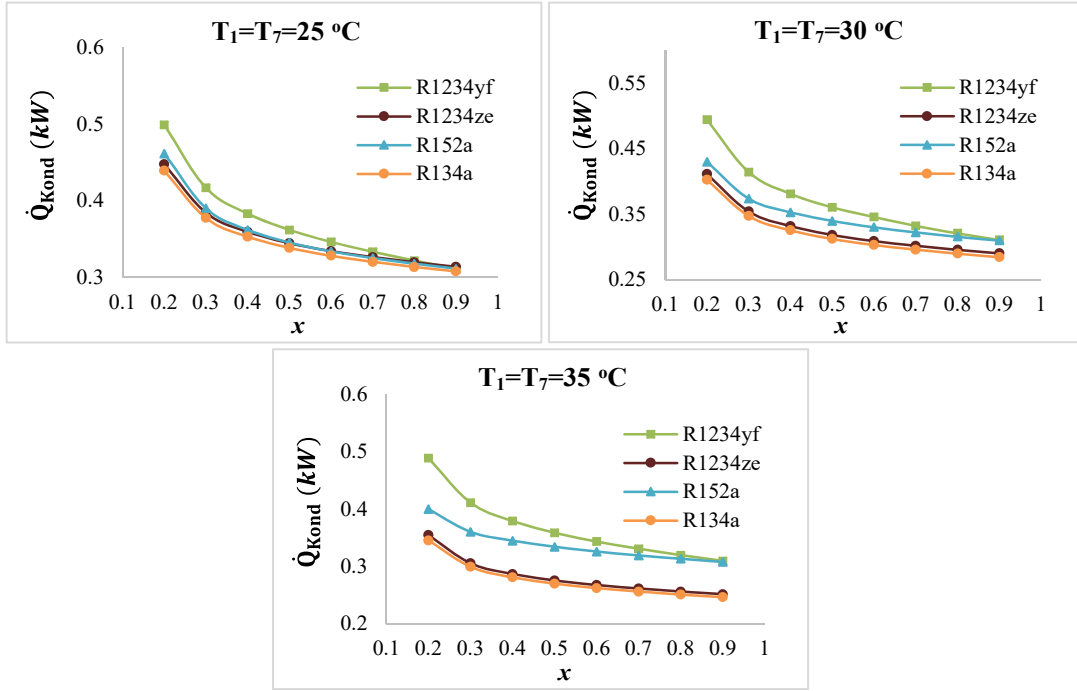 T₁=T₇=25 ºC
0.6
0.5
0.4
0.3
Q̇Kond (kW)
R1234yf
R1234ze
R152a
R134a
0.1 0.2 0.3 0.4 0.5 0.6 0.7 0.8 0.9 1
x
T₁=T₇=30 ºC
0.55
0.45
0.35
0.25
Q̇Kond (kW)
R1234yf
R1234ze
R152a
R134a
0.1 0.2 0.3 0.4 0.5 0.6 0.7 0.8 0.9 1
x
T₁=T₇=35 ºC
0.6
0.5
0.4
0.3
0.2
Q̇Kond (kW)
R1234yf
R1234ze
R152a
R134a
0.1 0.2 0.3 0.4 0.5 0.6 0.7 0.8 0.9 1
x